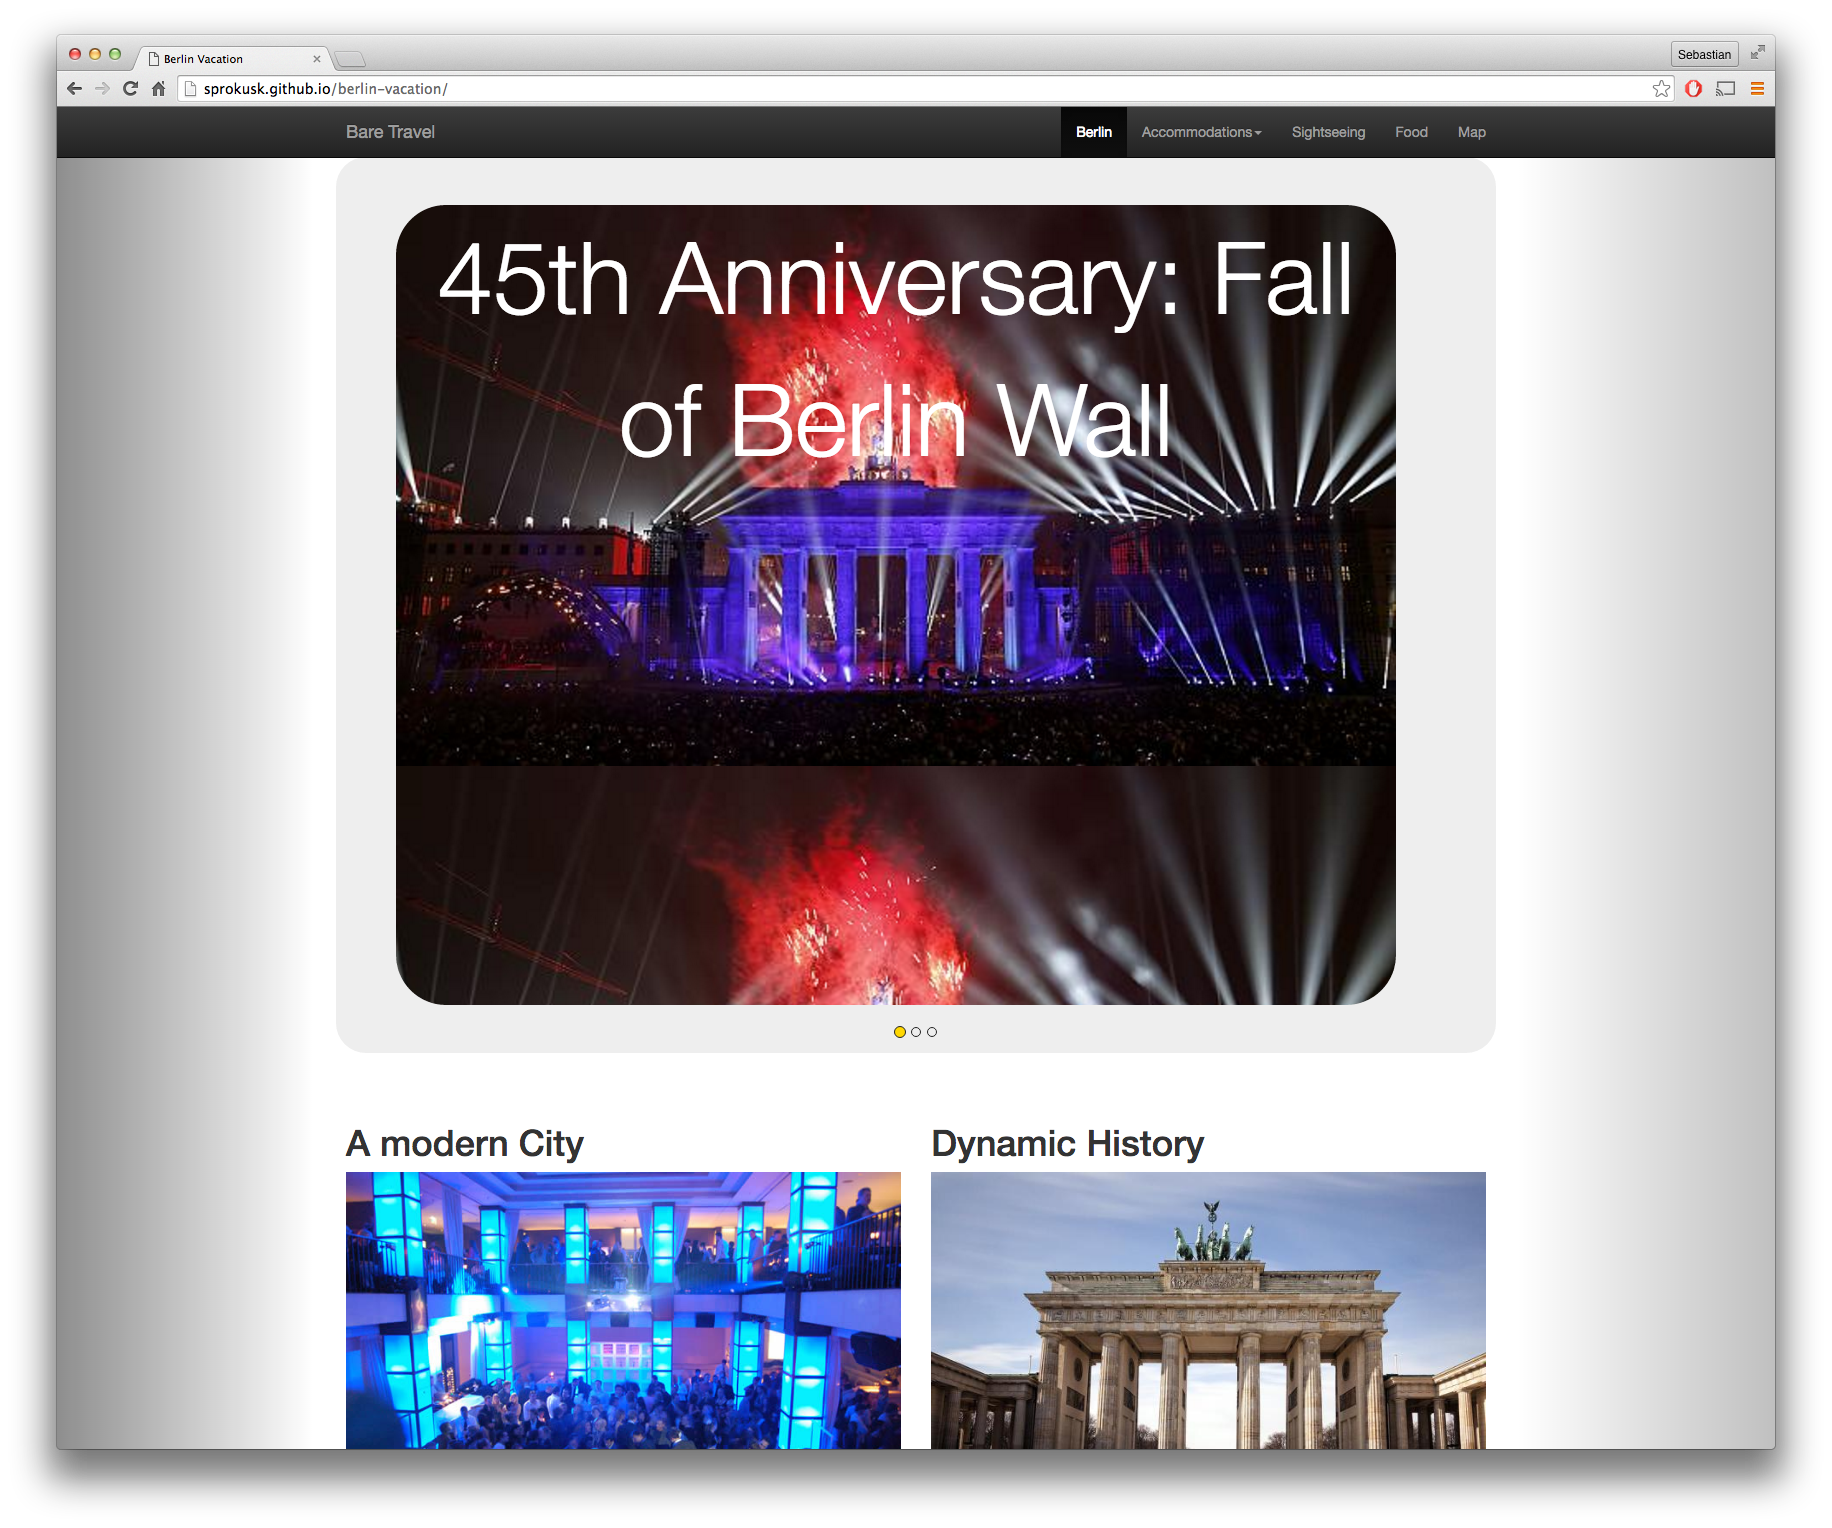 Berlin Vacation
Sebastian
sprokusk.github.io/berlin-vacation/
Bare Travel
Berlin
Accommodations
Sightseeing
Food
Map
45th Anniversary: Fall
of Berlin Wall
A modern City
Dynamic History